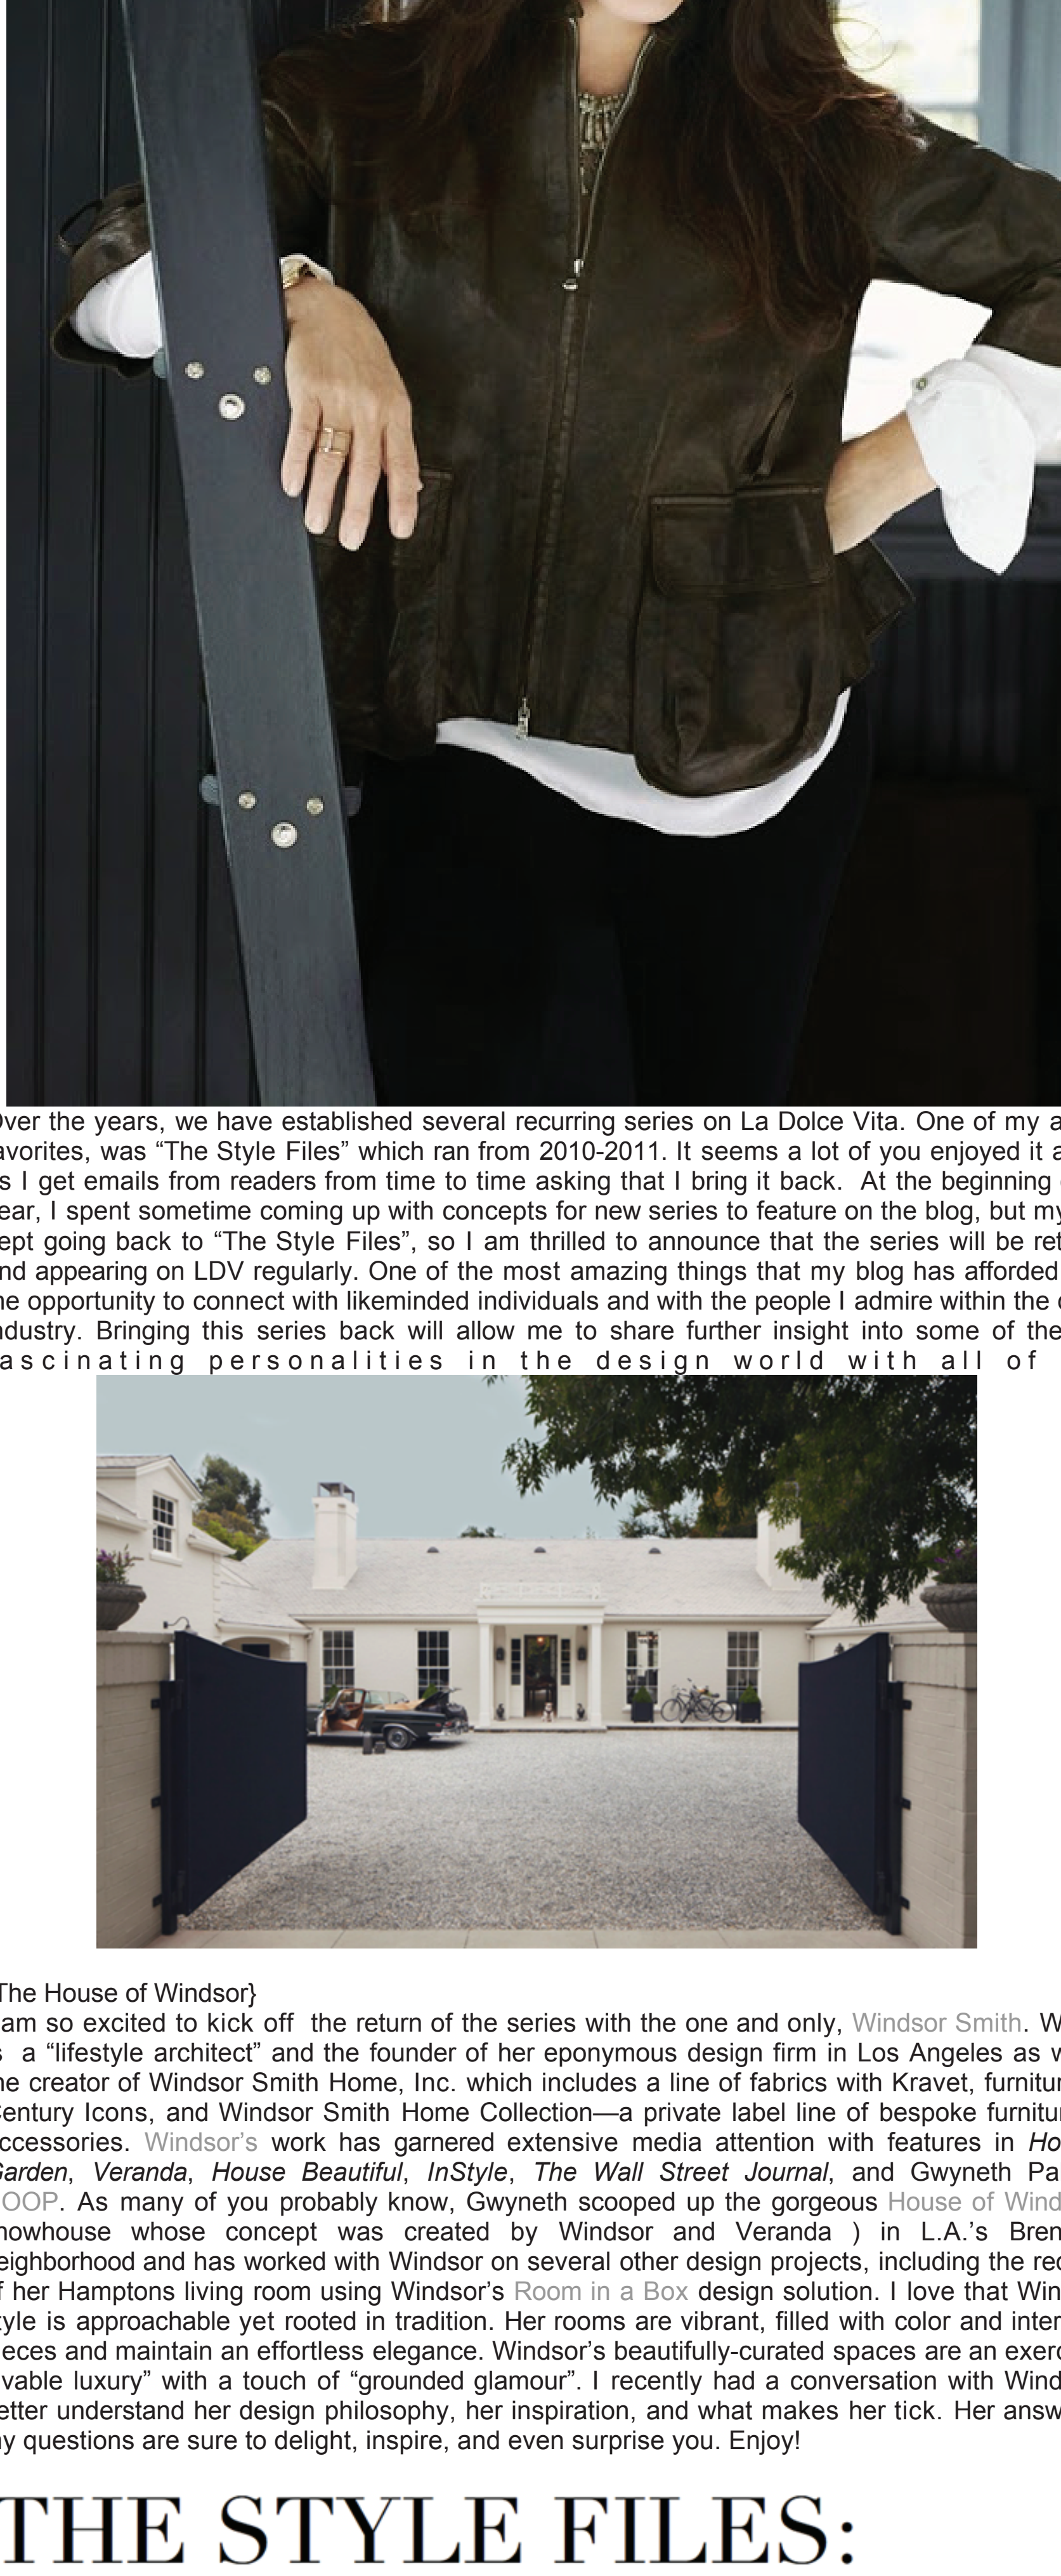 Over the years, we have established several recurring series on La Dolce Vita. One of my a
avorites, was “The Style Files” which ran from 2010-2011. It seems a lot of you enjoyed it a
s I get emails from readers from time to time asking that I bring it back.  At the beginning
ear, I spent sometime coming up with concepts for new series to feature on the blog, but my
ept going back to “The Style Files”, so I am thrilled to announce that the series will be ret
nd appearing on LDV regularly. One of the most amazing things that my blog has afforded
he opportunity to connect with likeminded individuals and with the people I admire within the
ndustry. Bringing this series back will allow me to share further insight into some of the
ascinating personalities in the design world with all of
The House of Windsor}
am so excited to kick off  the return of the series with the one and only, Windsor Smith. W
s a “lifestyle architect” and the founder of her eponymous design firm in Los Angeles as w
he creator of Windsor Smith Home, Inc. which includes a line of fabrics with Kravet, furnitur
Century Icons, and Windsor Smith Home Collection—a private label line of bespoke furnitur
ccessories. Windsor’s work has garnered extensive media attention with features in Ho
Garden, Veranda, House Beautiful, InStyle, The Wall Street Journal, and Gwyneth Pa
OOP. As many of you probably know, Gwyneth scooped up the gorgeous House of Wind
howhouse whose concept was created by Windsor and Veranda ) in L.A.’s Bren
eighborhood and has worked with Windsor on several other design projects, including the red
f her Hamptons living room using Windsor’s Room in a Box design solution. I love that Win
tyle is approachable yet rooted in tradition. Her rooms are vibrant, filled with color and inter
ieces and maintain an effortless elegance. Windsor’s beautifully-curated spaces are an exerc
ivable luxury” with a touch of “grounded glamour”. I recently had a conversation with Wind
etter understand her design philosophy, her inspiration, and what makes her tick. Her answ
my questions are sure to delight, inspire, and even surprise you. Enjoy!
THE STYLE FILES: